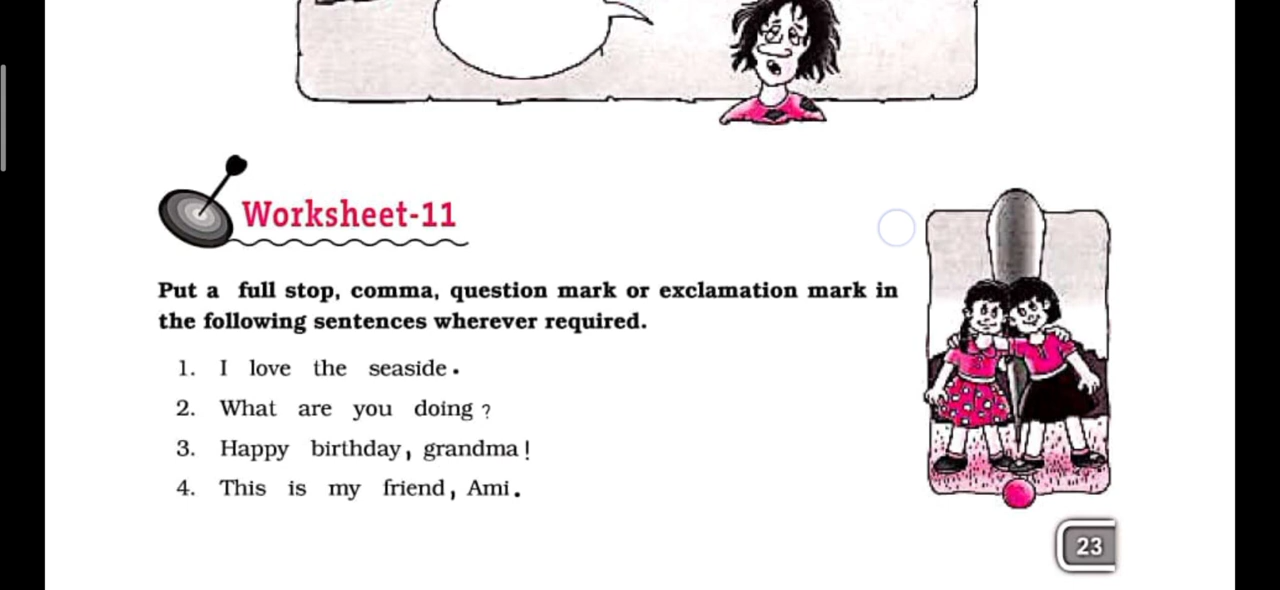 Worksheet-11
Put a full stop, comma, question mark or exclamation mark in
the following sentences wherever required.
1. I love the seaside.
2. What are you doing ?
3. Happy birthday, grandma !
4. This is my friend, Ami.
23